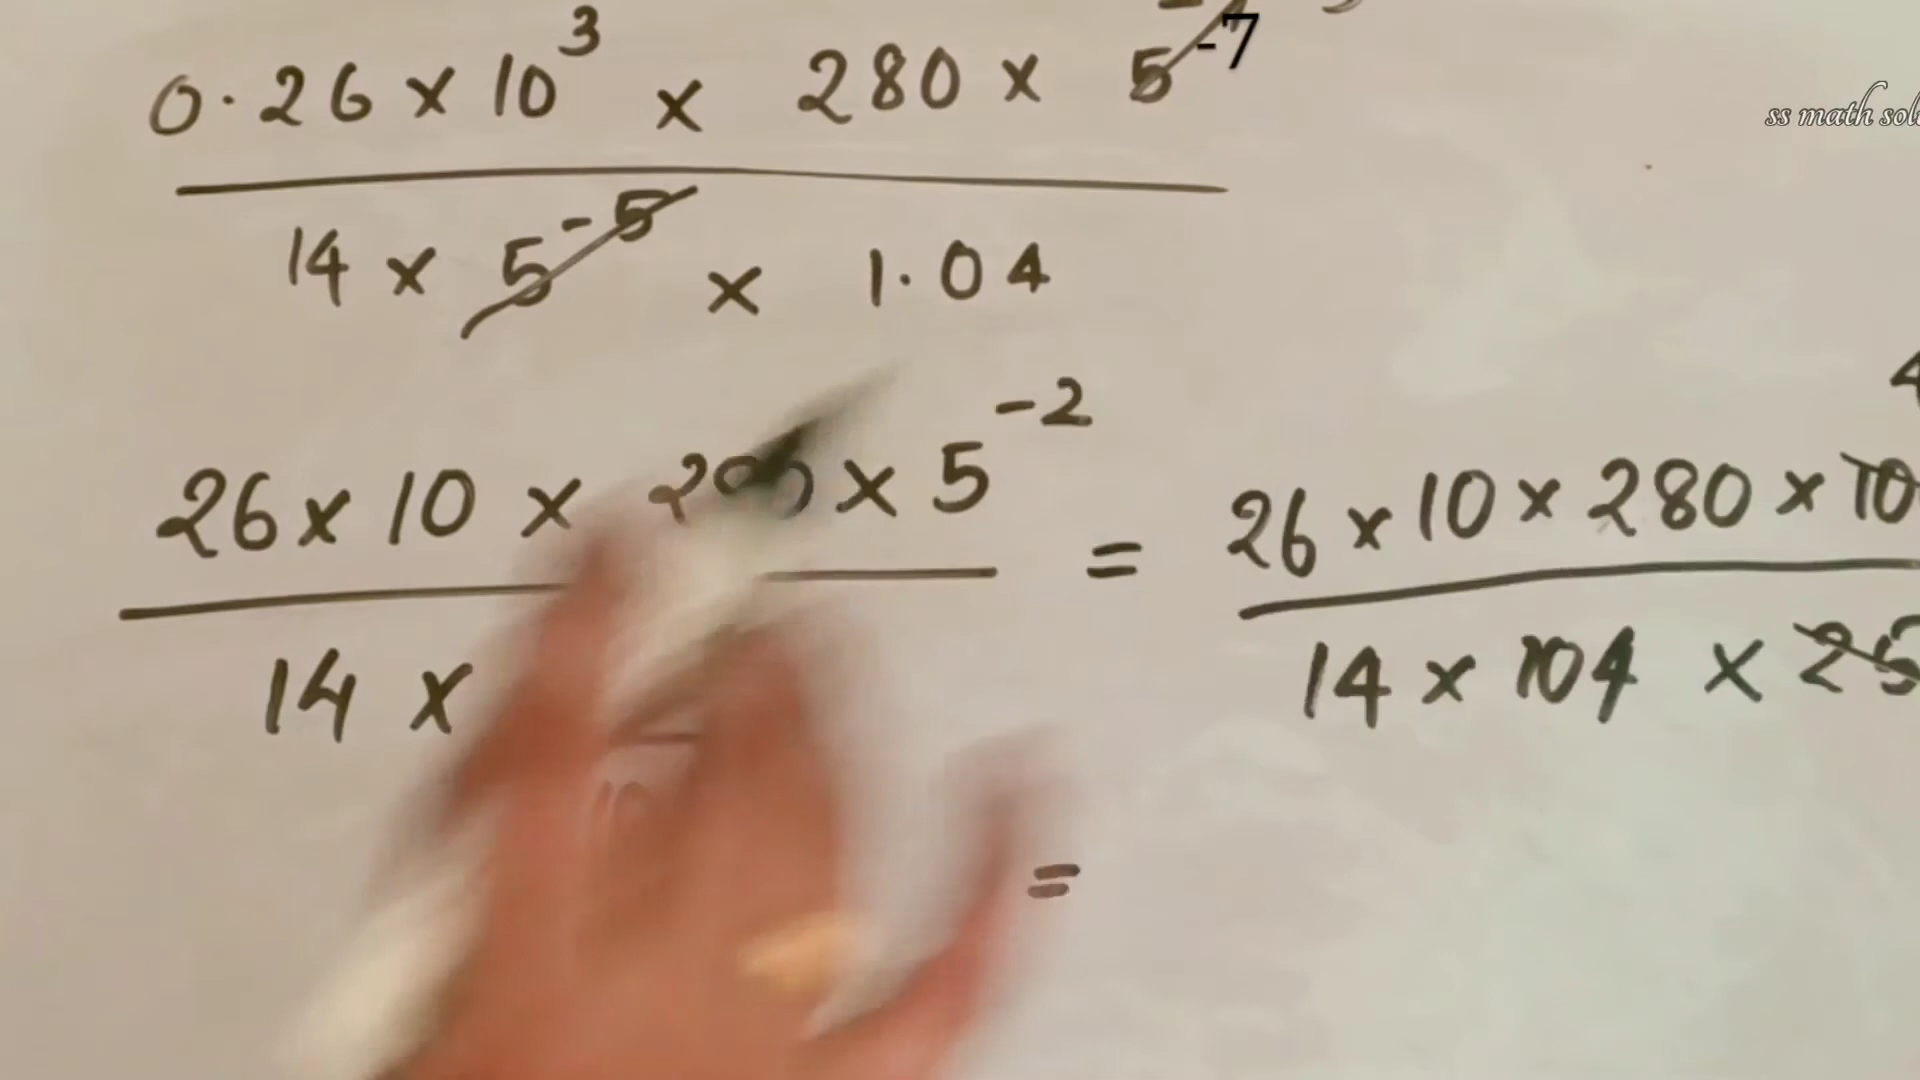 0.26 × 10³ × 280 × 5⁻⁷
14 × 5⁻⁵ × 1.04
ss math
26 × 10 × × 5⁻² = 26 × 10 × 280 × 10
14 × 14 × 104 × 25
=